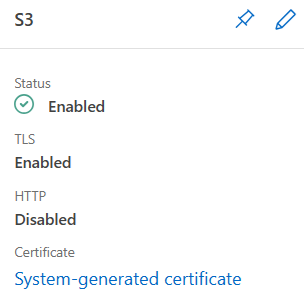 S3
Status
Enabled
TLS
Enabled
HTTP
Disabled
Certificate
System-generated certificate